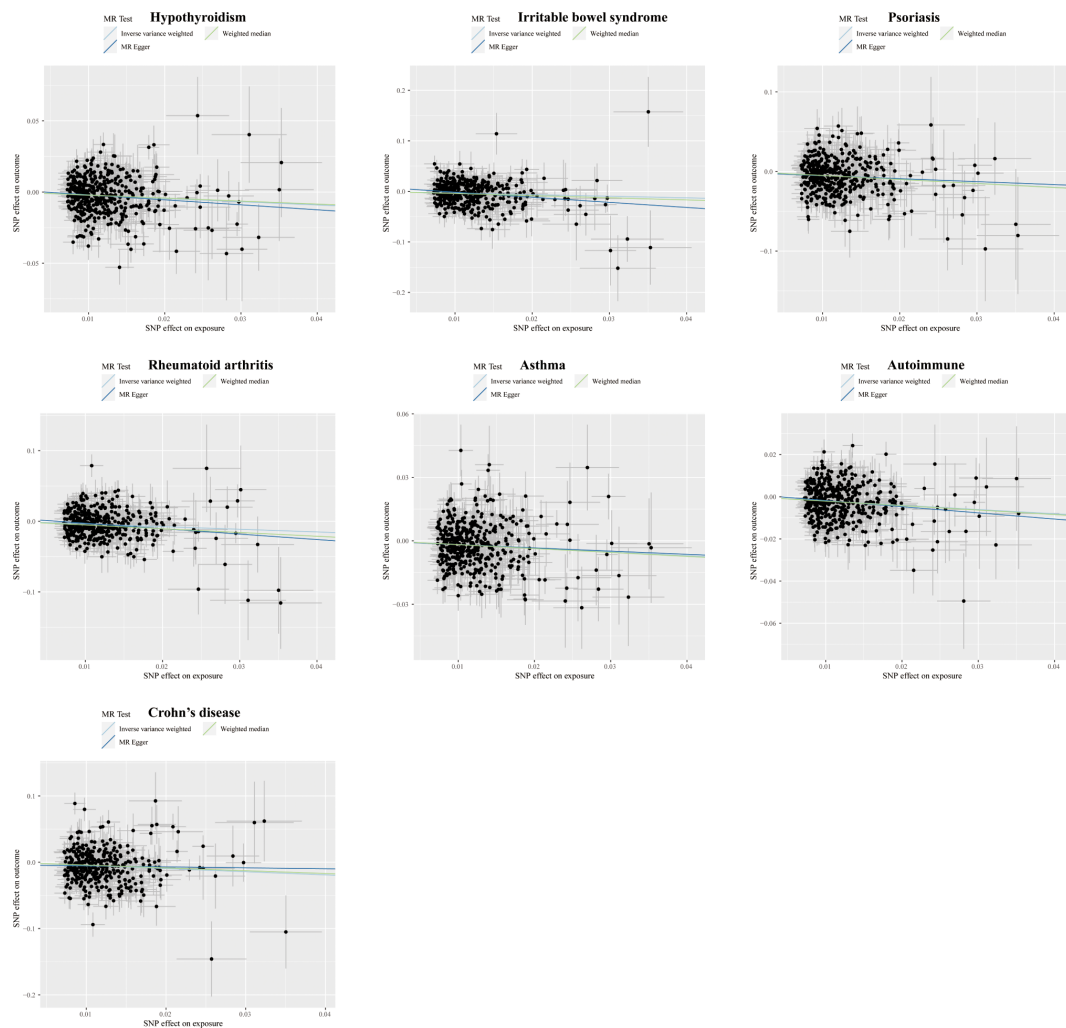 MR Test Hypothyroidism
Inverse variance weighted Weighted median
MR Egger
0.05
0.00
−0.05
SNP effect on outcome
0.01 0.02 0.03 0.04
SNP effect on exposure
MR Test Irritable bowel syndrome
Inverse variance weighted Weighted median
MR Egger
0.2
0.1
0.0
−0.1
−0.2
SNP effect on outcome
0.01 0.02 0.03 0.04
SNP effect on exposure
MR Test Psoriasis
Inverse variance weighted Weighted median
MR Egger
0.1
0.0
−0.1
SNP effect on outcome
0.01 0.02 0.03 0.04
SNP effect on exposure
MR Test Rheumatoid arthritis
Inverse variance weighted Weighted median
MR Egger
0.1
0.0
−0.1
SNP effect on outcome
0.01 0.02 0.03 0.04
SNP effect on exposure
MR Test Asthma
Inverse variance weighted Weighted median
MR Egger
0.06
0.03
0.00
−0.03
SNP effect on outcome
0.01 0.02 0.03 0.04
SNP effect on exposure
MR Test Autoimmune
Inverse variance weighted Weighted median
MR Egger
0.02
0.00
−0.02
−0.04
−0.06
SNP effect on outcome
0.01 0.02 0.03 0.04
SNP effect on exposure
MR Test Crohn’s disease
Inverse variance weighted Weighted median
MR Egger
0.1
0.0
−0.1
−0.2
SNP effect on outcome
0.01 0.02 0.03 0.04
SNP effect on exposure